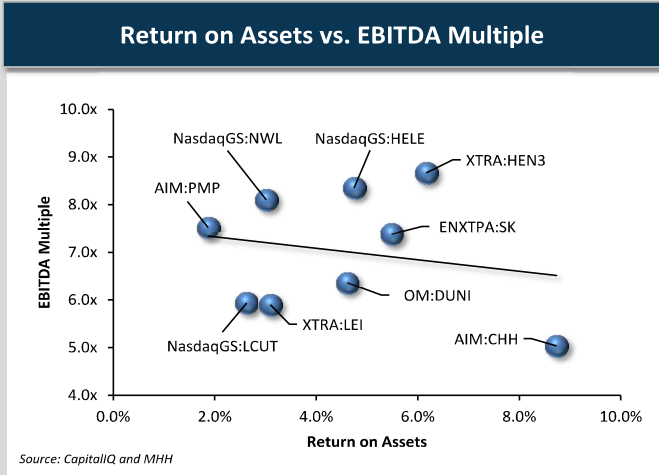 Return on Assets vs. EBITDA Multiple
10.0x
NasdaqGS:NWL
NasdaqGS:HELE
9.0x
XTRA:HEN3
AIM:PMP
8.0x
ENXTPA:SK
EBITDA Multiple
7.0x
OM:DUNI
6.0x
XTRA:LEI
AIM:CHH
NasdaqGS:LCUT
5.0x
4.0x
0.0%
2.0%
4.0%
6.0%
8.0%
10.0%
Return on Assets
Source: CapitalIQ and MHH